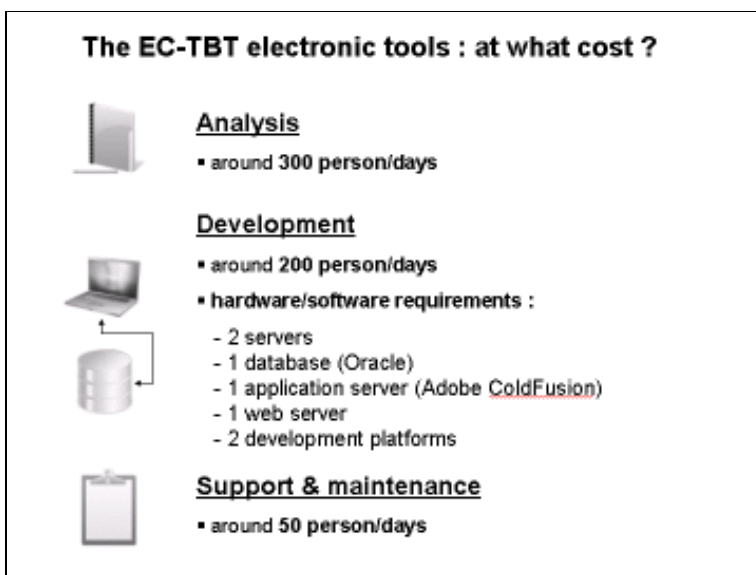 The EC-TBT electronic tools : at what cost ?
Analysis
▪ around 300 person/days
Development
▪ around 200 person/days
▪ hardware/software requirements :
- 2 servers
- 1 database (Oracle)
- 1 application server (Adobe ColdFusion)
- 1 web server
- 2 development platforms
Support & maintenance
▪ around 50 person/days